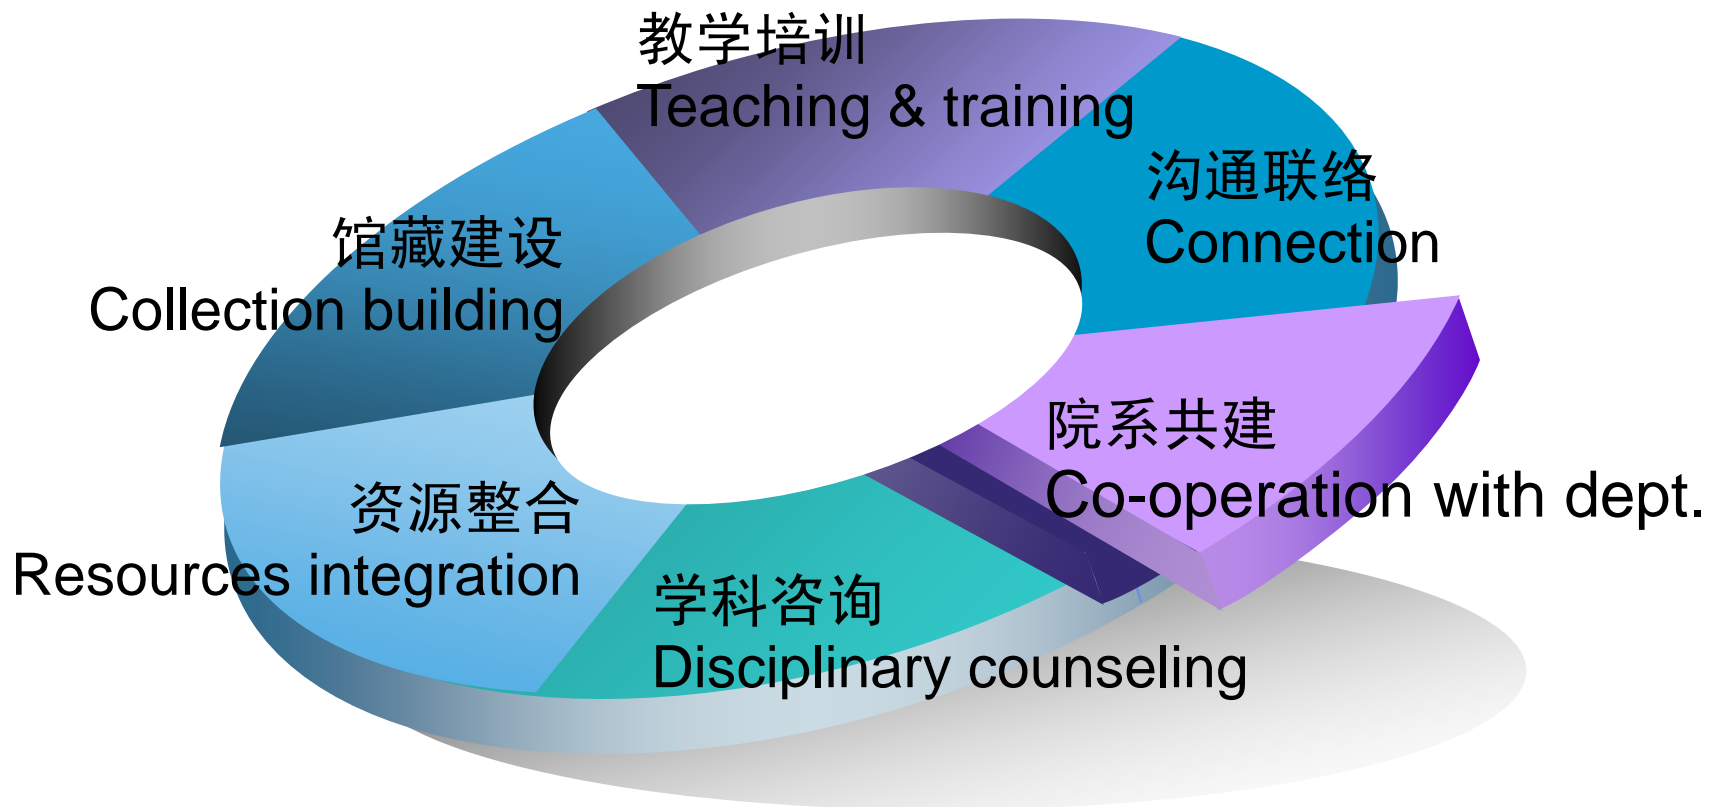 教学培训
Teaching & training
沟通联络
Connection
馆藏建设
Collection building
院系共建
Co-operation with dept.
资源整合
Resources integration
学科咨询
Disciplinary counseling